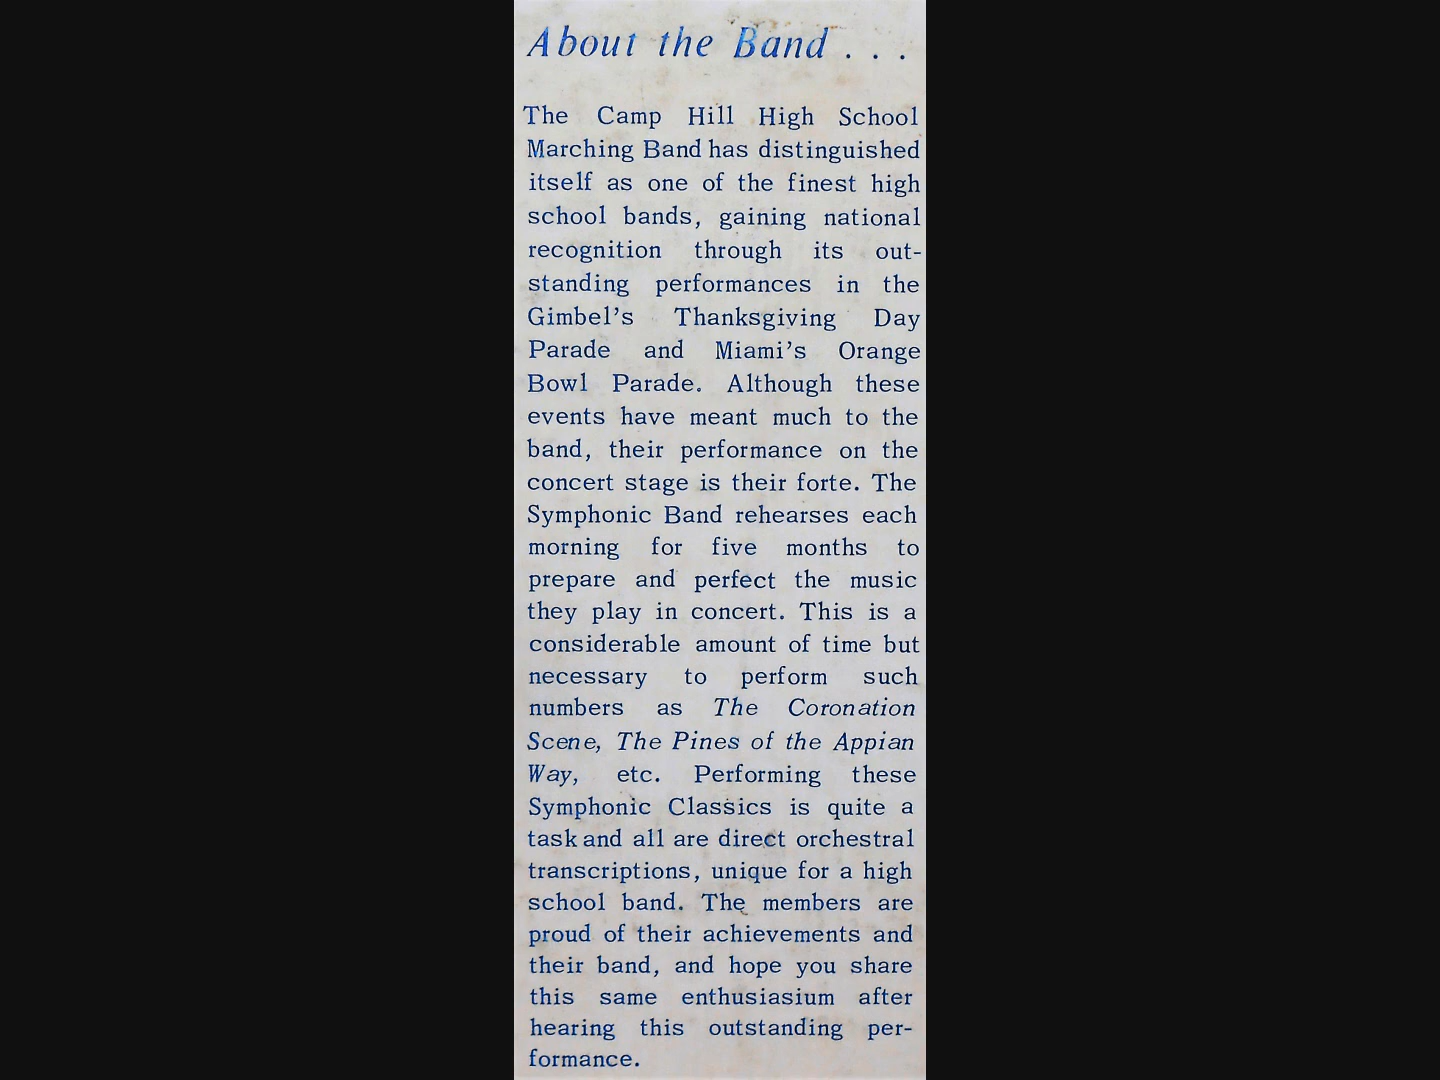 About the Band . . .
The Camp Hill High School
Marching Band has distinguished
itself as one of the finest high
school bands, gaining national
recognition through its out-
standing performances in the
Gimbel's Thanksgiving Day
Parade and Miami's Orange
Bowl Parade. Although these
events have meant much to the
band, their performance on the
concert stage is their forte. The
Symphonic Band rehearses each
morning for five months to
prepare and perfect the music
they play in concert. This is a
considerable amount of time but
necessary to perform such
numbers as The Coronation
Scene, The Pines of the Appian
Way, etc. Performing these
Symphonic Classics is quite a
task and all are direct orchestral
transcriptions, unique for a high
school band. The members are
proud of their achievements and
their band, and hope you share
this same enthusiasium after
hearing this outstanding per-
formance.